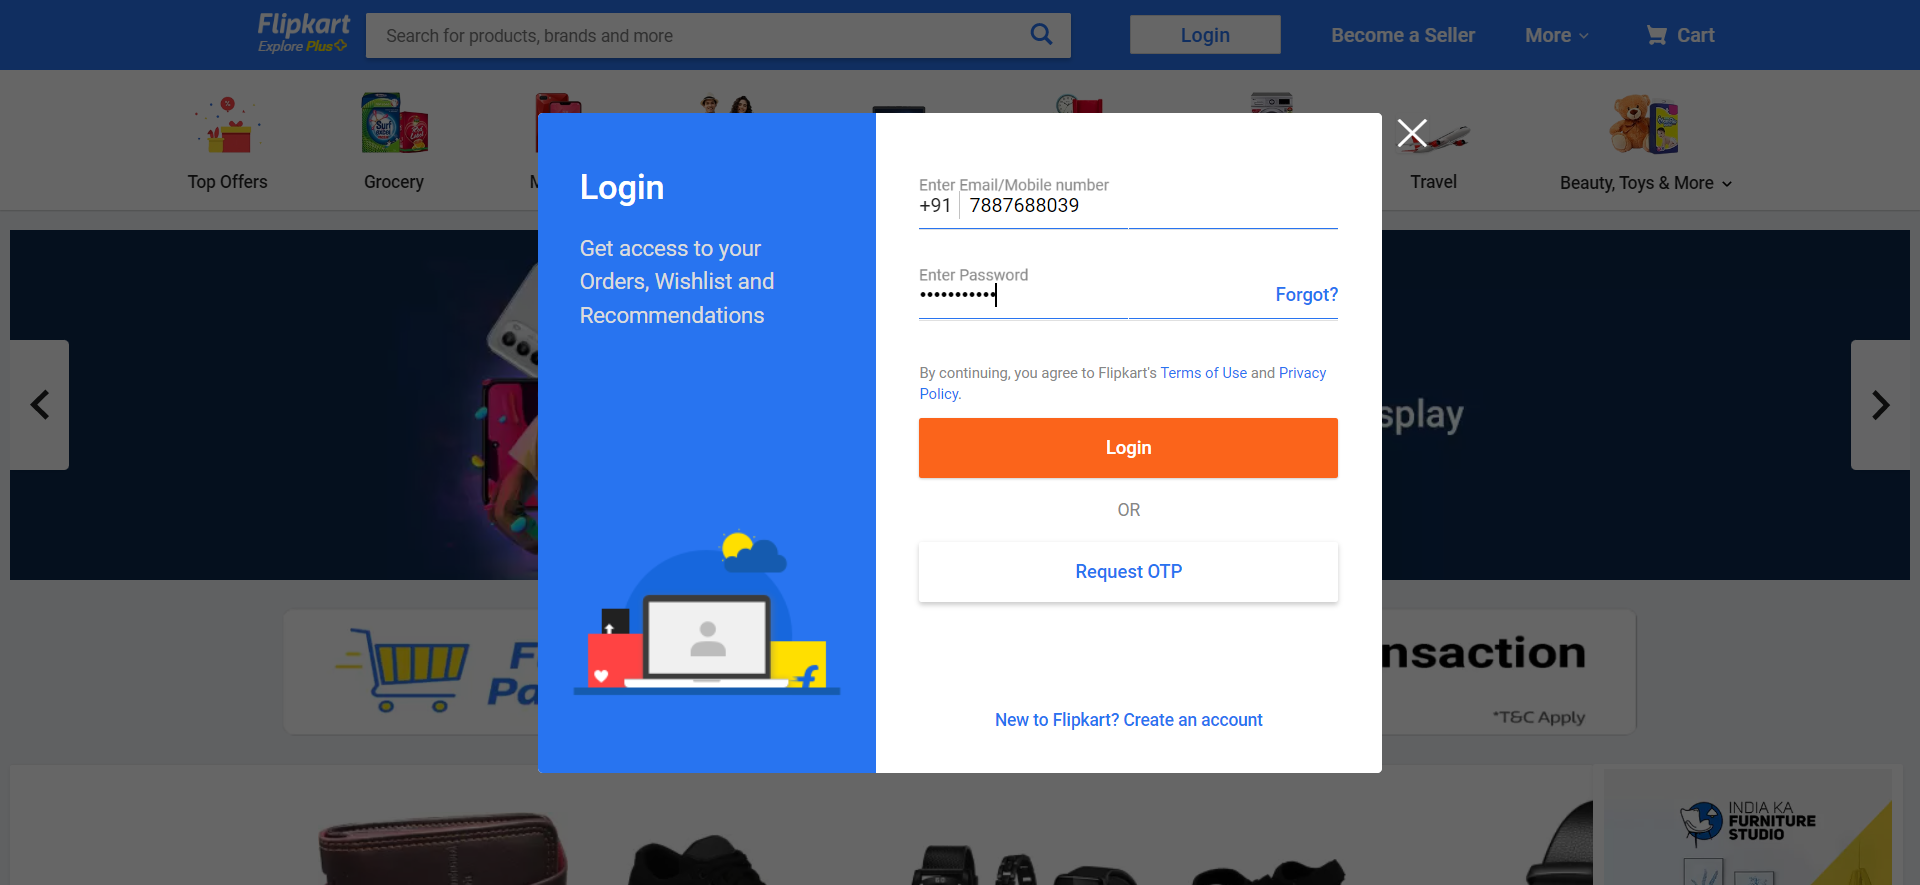 Flipkart
Explore Plus
Search for products, brands and more
Login
Become a Seller
More
Cart
Top Offers
Grocery
Travel
Beauty, Toys & More
Login
Get access to your
Orders, Wishlist and
Recommendations
Enter Email/Mobile number
+91 7887688039
Enter Password
•••••••••••
Forgot?
By continuing, you agree to Flipkart's Terms of Use and Privacy
Policy.
Login
OR
Request OTP
New to Flipkart? Create an account
splay
nsaction
*T&C Apply
INDIA KA
FURNITURE
STUDIO